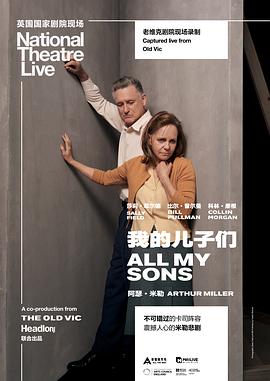 英国国家剧院现场
National
Theatre
Live
老维克剧院现场录制
Captured live from
Old Vic
莎莉·菲尔德
SALLY
FIELD
比尔·普尔曼
BILL
PULLMAN
科林·摩根
COLLIN
MORGAN
我的儿子们
ALL MY
SONS
阿瑟·米勒 ARTHUR MILLER
A co-production from
THE OLD VIC
Headlong
联合出品
不可错过的卡司阵容
震撼人心的米勒悲剧
ARTS COUNCIL
ENGLAND